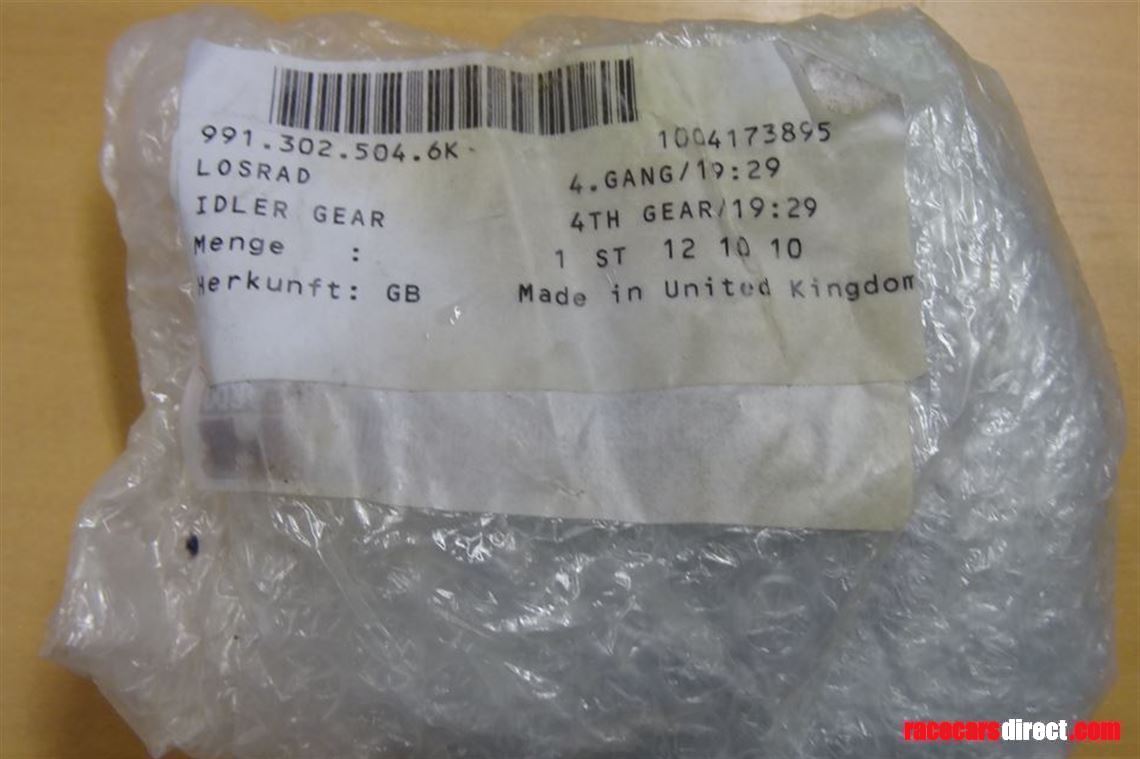 991.302.504.6K 1004173895
LOSRAD 4.GANG/19:29
IDLER GEAR 4TH GEAR/19:29
Menge : 1 ST 12 10 10
Herkunft: GB Made in United Kingdom
racecarsdirect.com